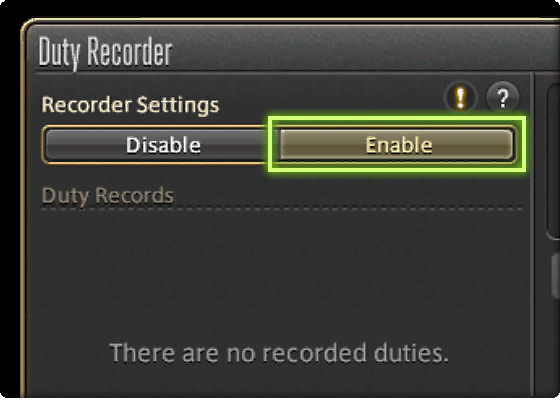 Duty Recorder
Recorder Settings
! ?
Disable Enable
Duty Records
There are no recorded duties.